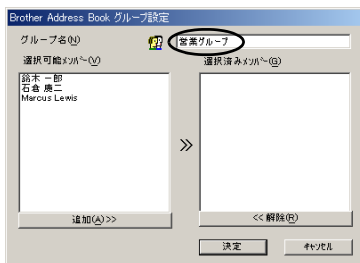 Brother Address Book グループ設定
グループ名(N)
営業グループ
選択可能メンバー(V)
選択済みメンバー(G)
鈴木 一郎
石倉 慶二
Marcus Lewis
»
追加(A)>>
<< 解除(R)
決定
キャンセル